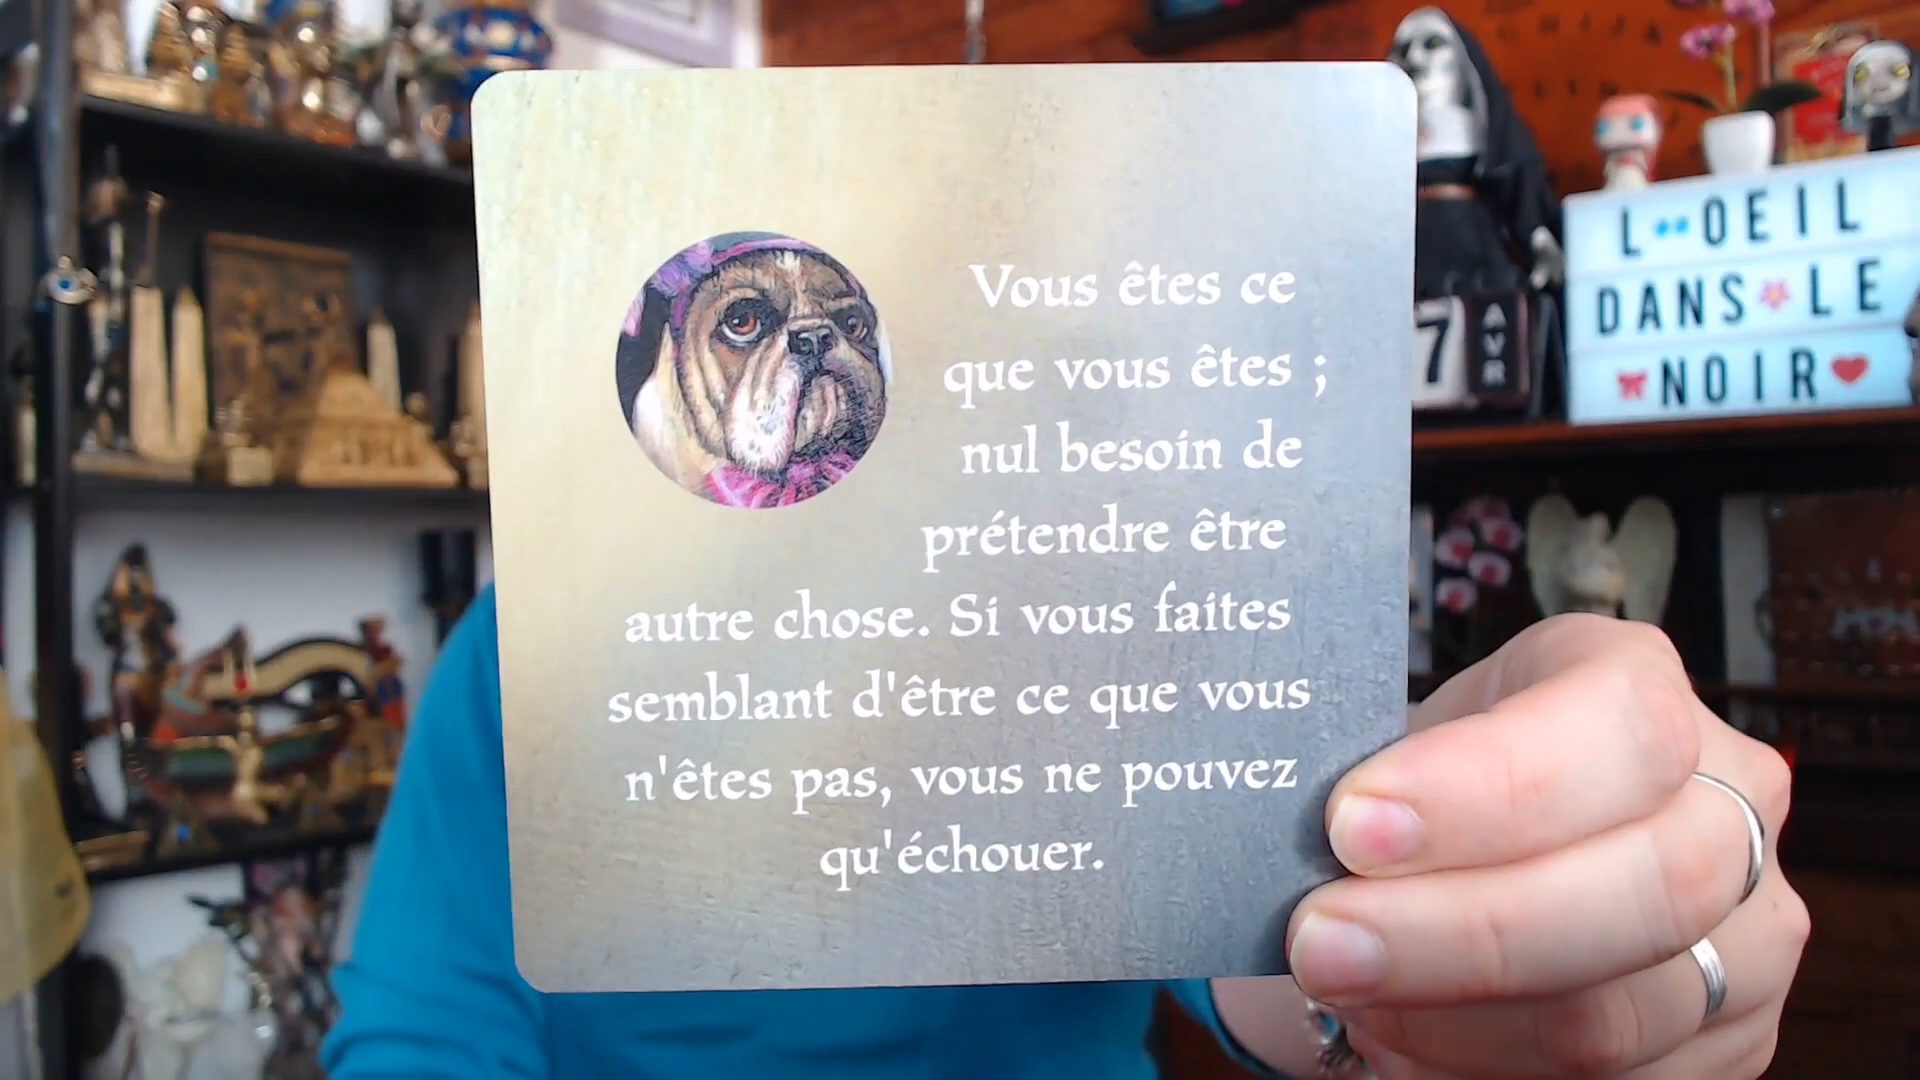 Vous êtes ce
que vous êtes ;
nul besoin de
prétendre être
autre chose. Si vous faites
semblant d'être ce que vous
n'êtes pas, vous ne pouvez
qu'échouer.
L OEIL
DANS LE
NOIR
7
AVR